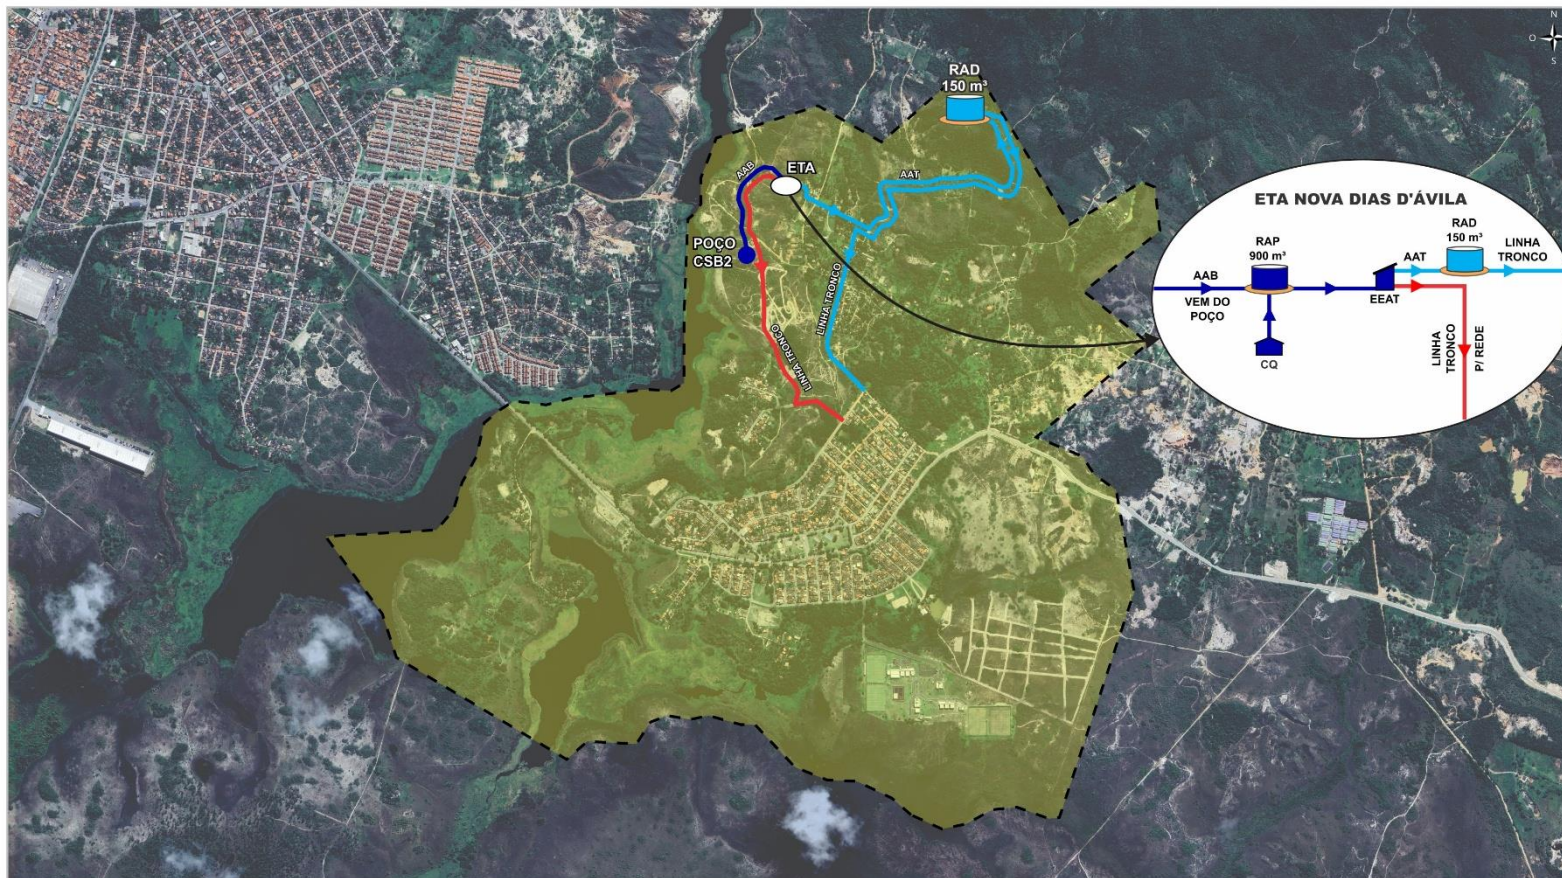 N
O
S
RAD
150 m³
AAB
ETA
AAT
POÇO
CSB2
LINHA TRONCO
LINHA TRONCO
ETA NOVA DIAS D'ÁVILA
RAP
900 m³
RAD
150 m³
LINHA
TRONCO
AAT
AAB
VEM DO
POÇO
EEAT
CQ
LINHA
TRONCO
P/ REDE